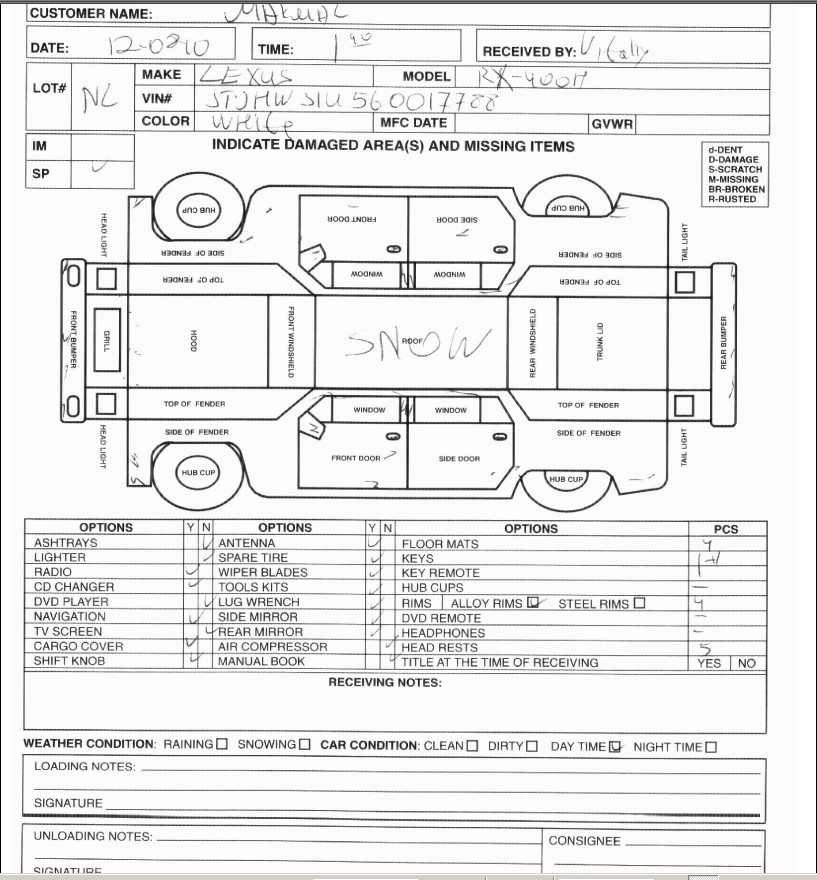 CUSTOMER NAME:
DATE: 12-08-10 TIME: 1 40 RECEIVED BY: Vitaliy
LOT# NL
MAKE LEXUS MODEL RX-400H
VIN#
COLOR White MFC DATE GVWR
IM
SP ✓
INDICATE DAMAGED AREA(S) AND MISSING ITEMS
d-DENT
D-DAMAGE
S-SCRATCH
M-MISSING
BR-BROKEN
R-RUSTED
HUB CUP HUB CUP
HEAD LIGHT FRONT DOOR SIDE DOOR TAIL LIGHT
SIDE OF FENDER SIDE OF FENDER
TOP OF FENDER WINDOW WINDOW TOP OF FENDER
FRONT BUMPER GRILL HOOD FRONT WINDSHIELD ROOF SNOW REAR WINDSHIELD TRUNK LID REAR BUMPER
TOP OF FENDER WINDOW WINDOW TOP OF FENDER
SIDE OF FENDER SIDE OF FENDER
HEAD LIGHT FRONT DOOR SIDE DOOR TAIL LIGHT
HUB CUP HUB CUP
OPTIONS Y N OPTIONS Y N OPTIONS PCS
ASHTRAYS ✓ ANTENNA ✓ FLOOR MATS 4
LIGHTER ✓ SPARE TIRE ✓ KEYS
RADIO ✓ WIPER BLADES ✓ KEY REMOTE
CD CHANGER ✓ TOOLS KITS ✓ HUB CUPS —
DVD PLAYER ✓ LUG WRENCH ✓ RIMS ALLOY RIMS ☑ STEEL RIMS ☐ 4
NAVIGATION ✓ SIDE MIRROR ✓ DVD REMOTE –
TV SCREEN ✓ REAR MIRROR ✓ HEADPHONES -
CARGO COVER ✓ AIR COMPRESSOR ✓ HEAD RESTS 5
SHIFT KNOB ✓ MANUAL BOOK ✓ TITLE AT THE TIME OF RECEIVING YES NO
RECEIVING NOTES:
WEATHER CONDITION: RAINING ☐ SNOWING ☐ CAR CONDITION: CLEAN ☐ DIRTY ☐ DAY TIME ☑ NIGHT TIME ☐
LOADING NOTES:
SIGNATURE
UNLOADING NOTES: CONSIGNEE
SIGNATURE